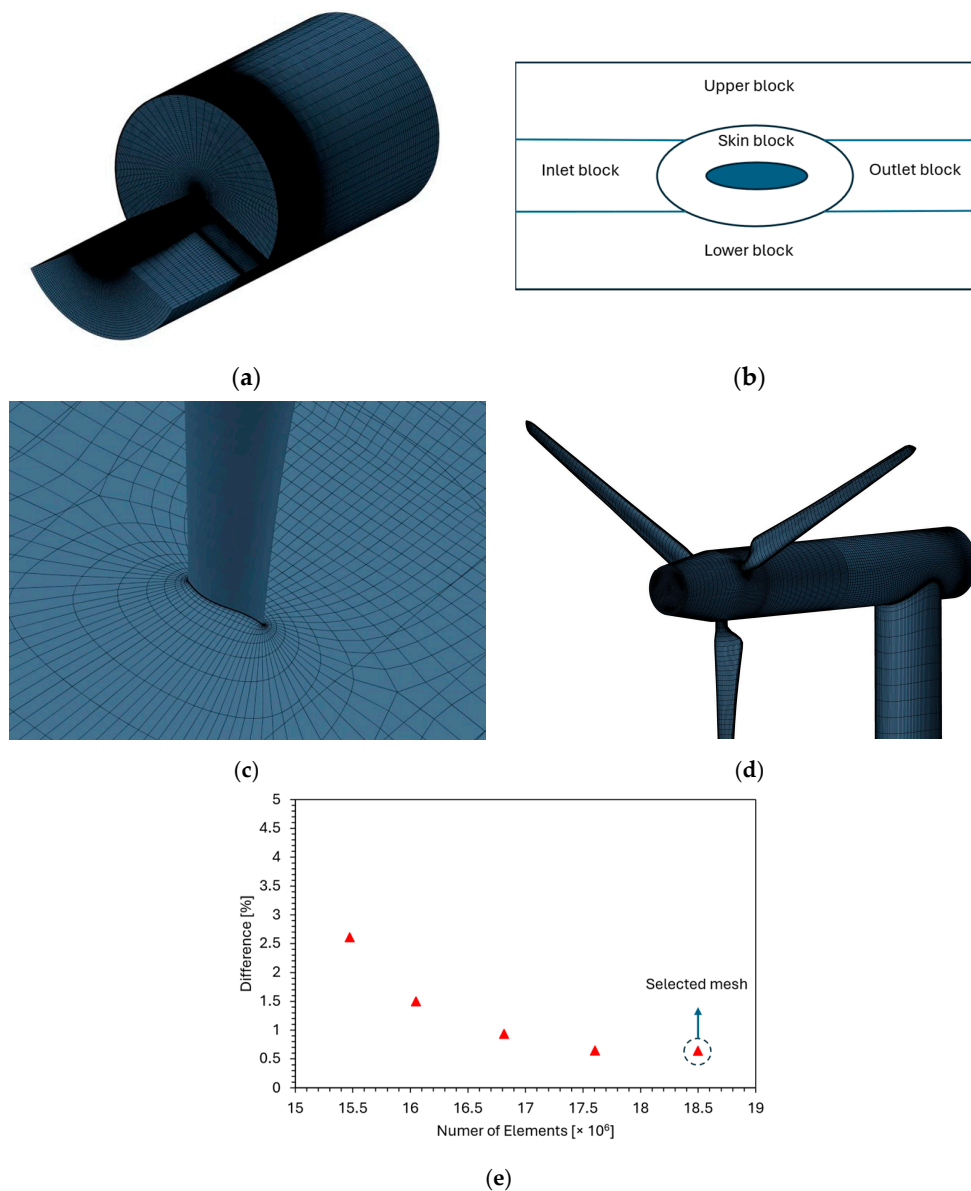 Upper block
Skin block
Inlet block
Outlet block
Lower block
(a)
(b)
(c)
(d)
5
4.5
4
3.5
3
2.5
2
1.5
1
0.5
0
Difference [%]
Selected mesh
15
15.5
16
16.5
17
17.5
18
18.5
19
Numer of Elements [× 10⁶]
(e)